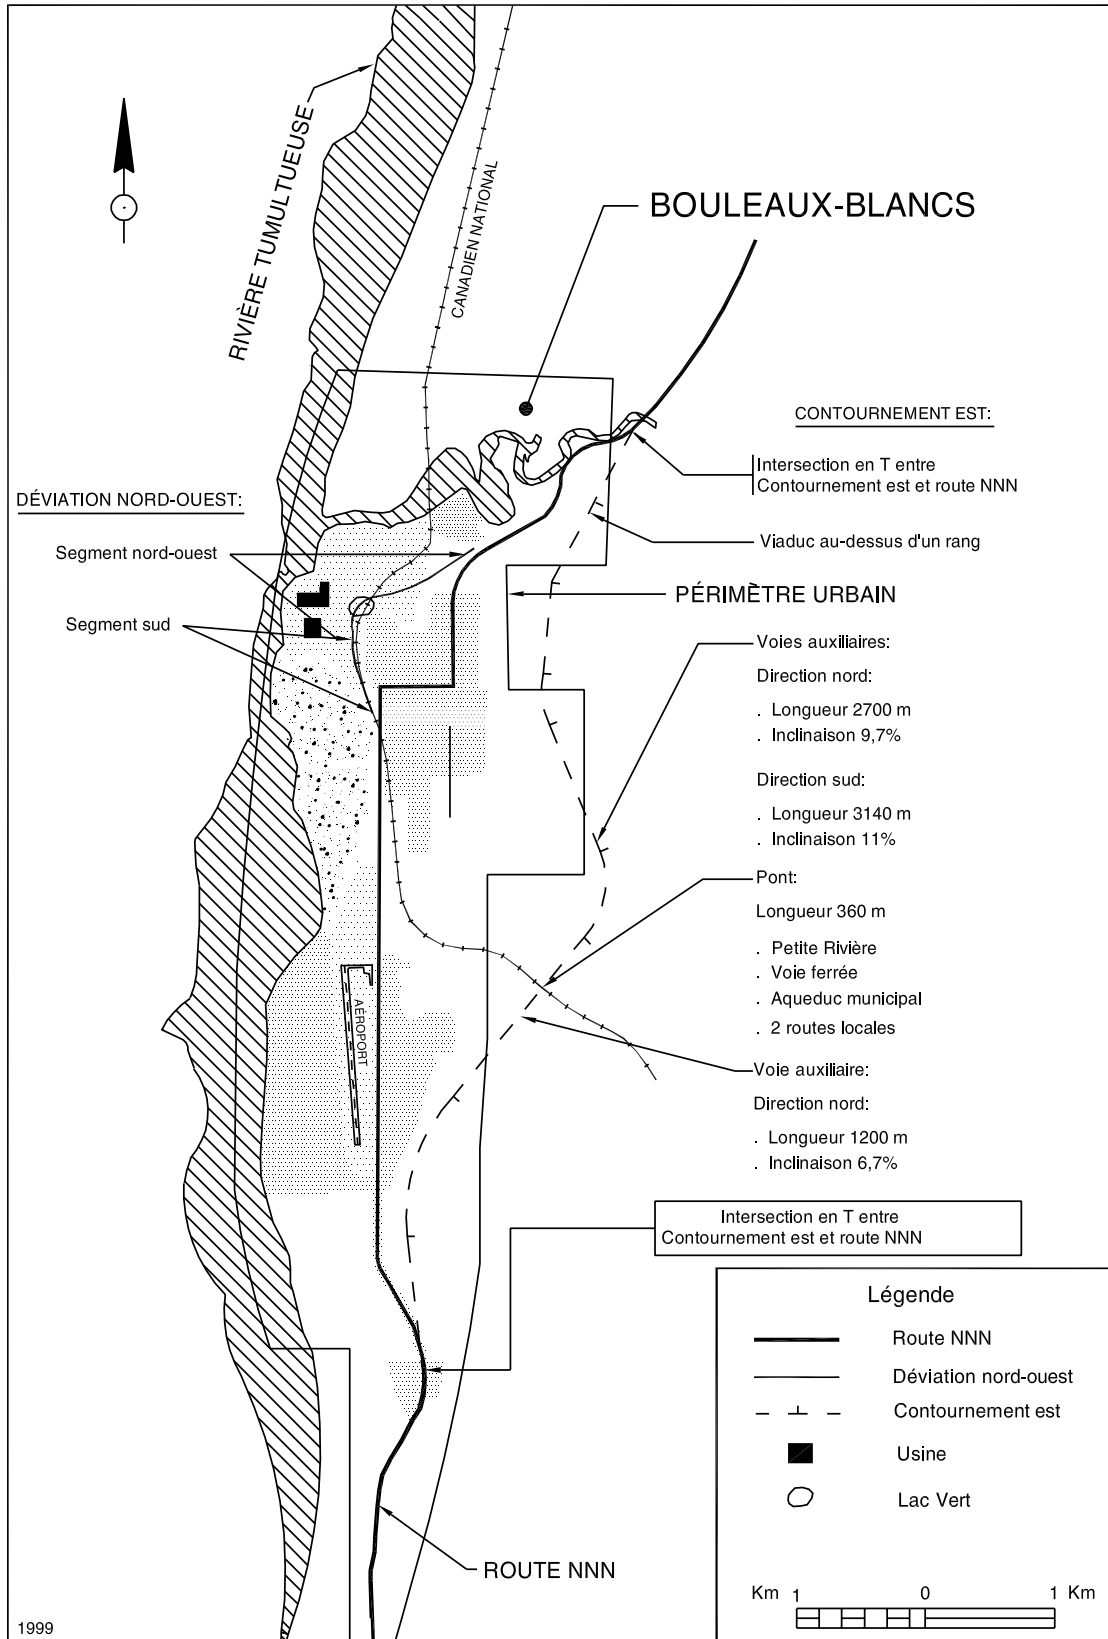 RIVIÈRE TUMULTUEUSE
CANADIEN NATIONAL
BOULEAUX-BLANCS
CONTOURNEMENT EST:
Intersection en T entre
Contournement est et route NNN
DÉVIATION NORD-OUEST:
Segment nord-ouest
Segment sud
Viaduc au-dessus d'un rang
PÉRIMÈTRE URBAIN
Voies auxiliaires:
Direction nord:
. Longueur 2700 m
. Inclinaison 9,7%
Direction sud:
. Longueur 3140 m
. Inclinaison 11%
Pont:
Longueur 360 m
. Petite Rivière
. Voie ferrée
. Aqueduc municipal
. 2 routes locales
AÉROPORT
Voie auxiliaire:
Direction nord:
. Longueur 1200 m
. Inclinaison 6,7%
Intersection en T entre
Contournement est et route NNN
Légende
Route NNN
Déviation nord-ouest
Contournement est
Usine
Lac Vert
ROUTE NNN
Km 1 0 1 Km
1999